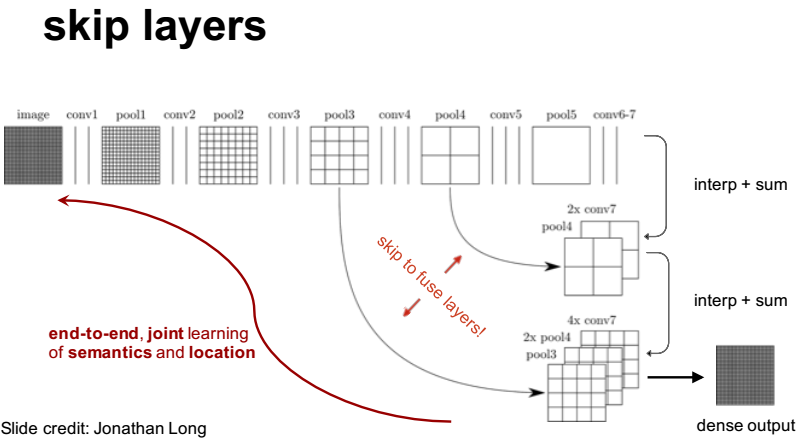 skip layers
image conv1 pool1 conv2 pool2 conv3 pool3 conv4 pool4 conv5 pool5 conv6-7
interp + sum
2x conv7
pool4
skip to fuse layers!
interp + sum
4x conv7
2x pool4
pool3
end-to-end, joint learning
of semantics and location
dense output
Slide credit: Jonathan Long